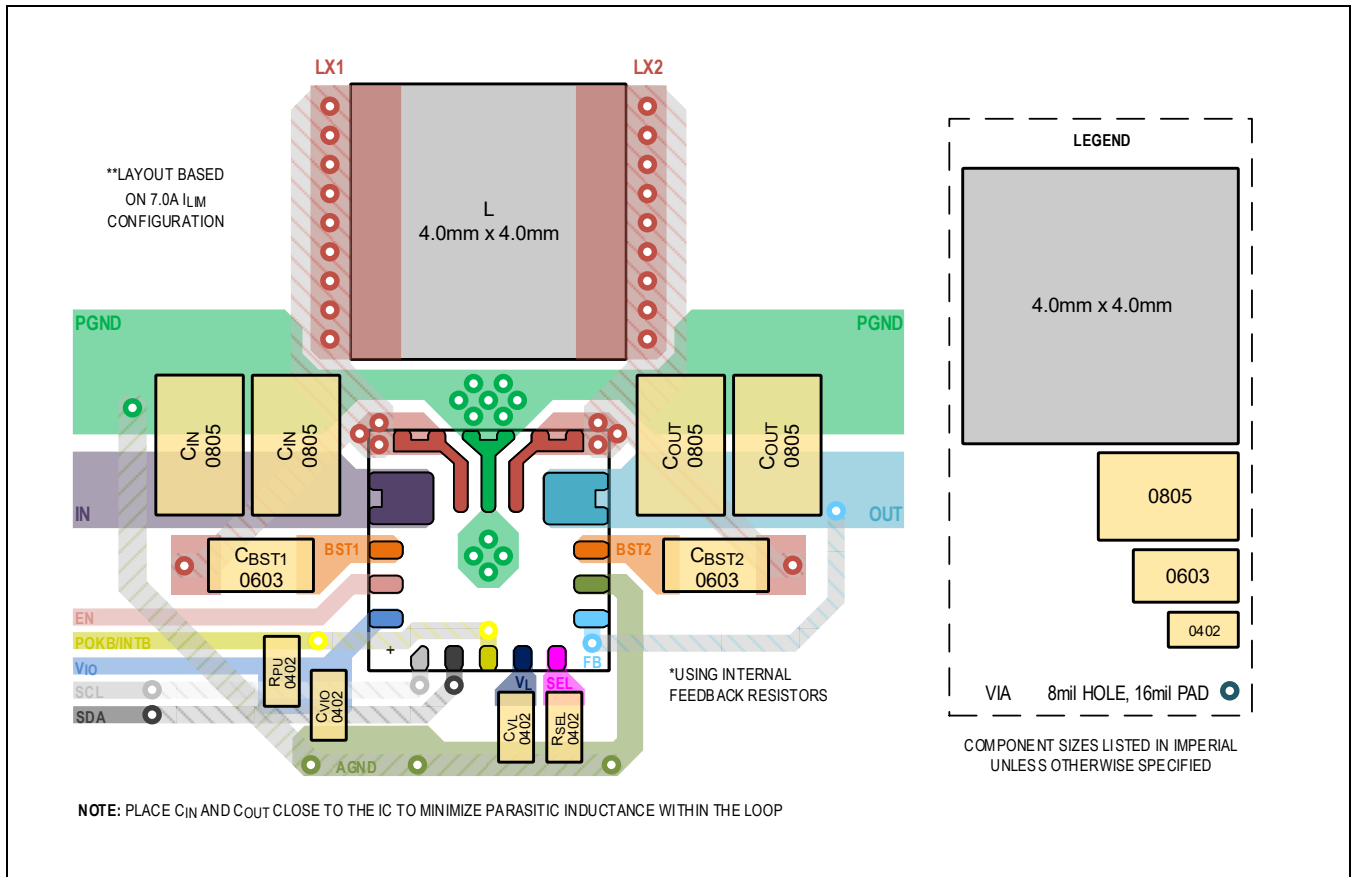 LX1
LX2
**LAYOUT BASED
ON 7.0A ILIM
CONFIGURATION
L
4.0mm x 4.0mm
PGND
PGND
CIN
0805
CIN
0805
COUT
0805
COUT
0805
IN
OUT
BST1
CBST1
0603
BST2
CBST2
0603
EN
POKB/INTB
VIO
SCL
SDA
RPU
0402
CVIO
0402
+
VL
SEL
FB
CVL
0402
RSEL
0402
*USING INTERNAL
FEEDBACK RESISTORS
AGND
NOTE: PLACE CIN AND COUT CLOSE TO THE IC TO MINIMIZE PARASITIC INDUCTANCE WITHIN THE LOOP
LEGEND
4.0mm x 4.0mm
0805
0603
0402
VIA 8mil HOLE, 16mil PAD
COMPONENT SIZES LISTED IN IMPERIAL
UNLESS OTHERWISE SPECIFIED